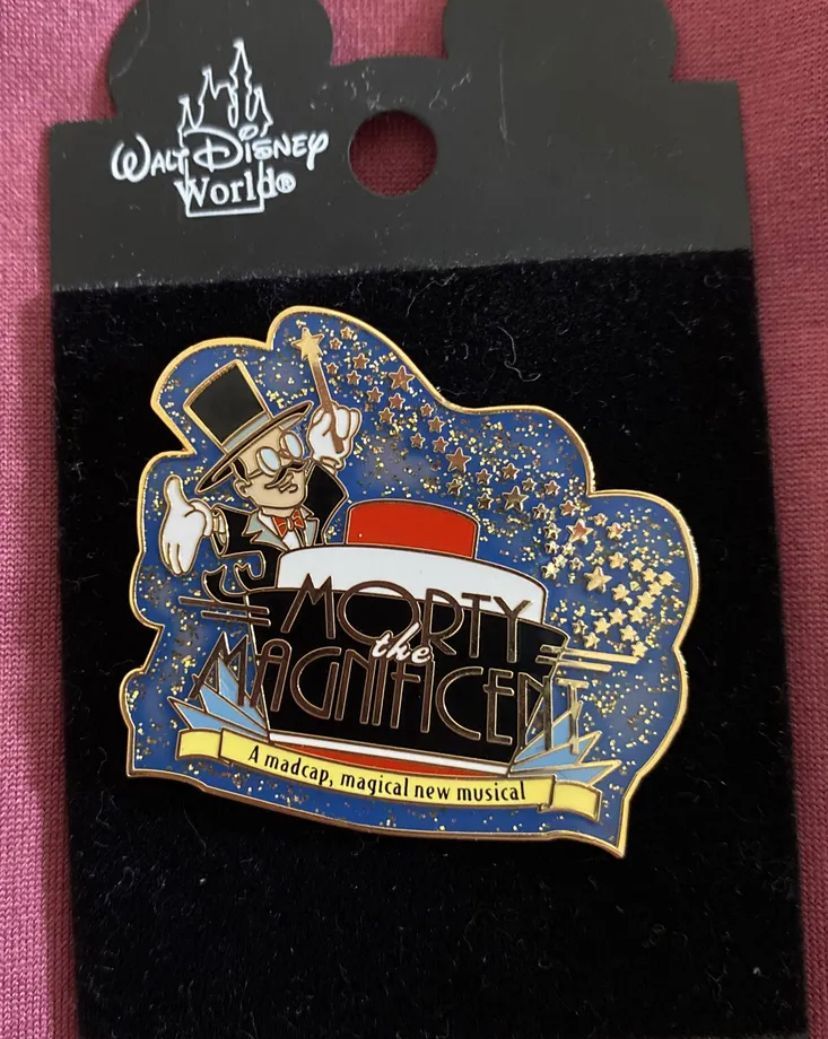 WALT DISNEY
World®
MORTY
the
MAGNIFICENT
A madcap, magical new musical